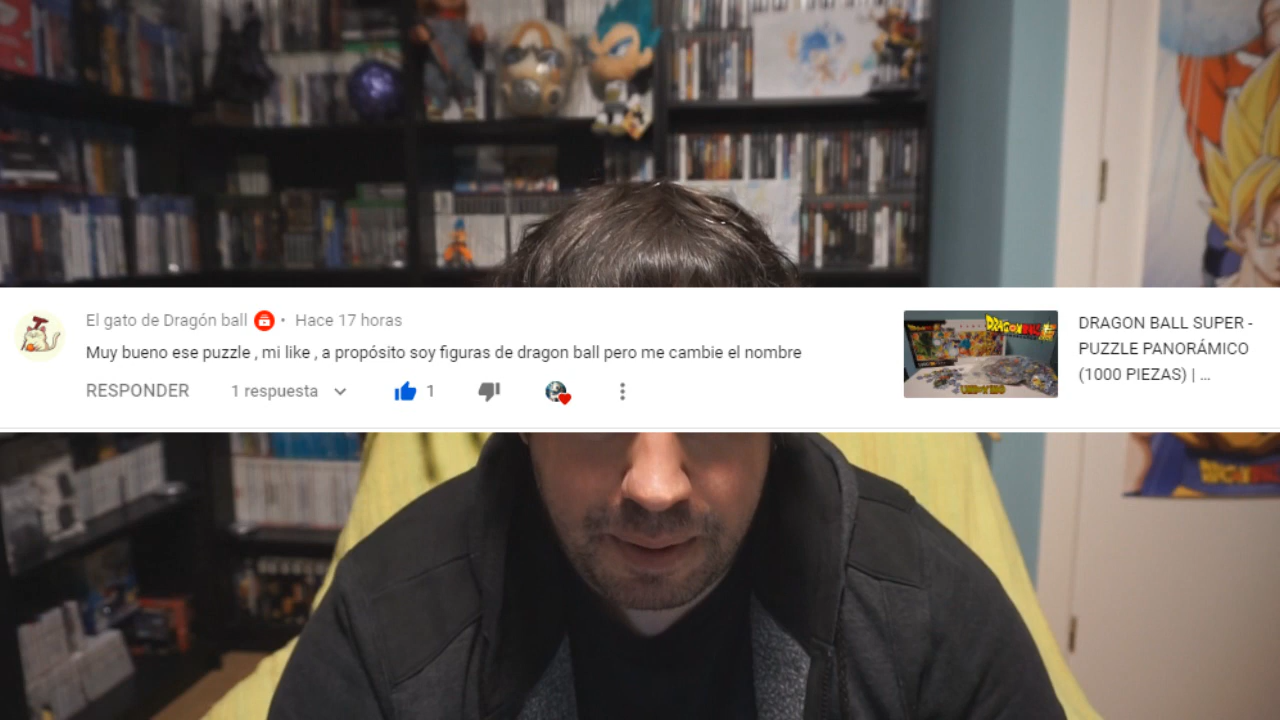 El gato de Dragón ball • Hace 17 horas
Muy bueno ese puzzle , mi like , a propósito soy figuras de dragon ball pero me cambie el nombre
RESPONDER 1 respuesta 1
DRAGON BALL SUPER -
PUZZLE PANORÁMICO
(1000 PIEZAS) | ...